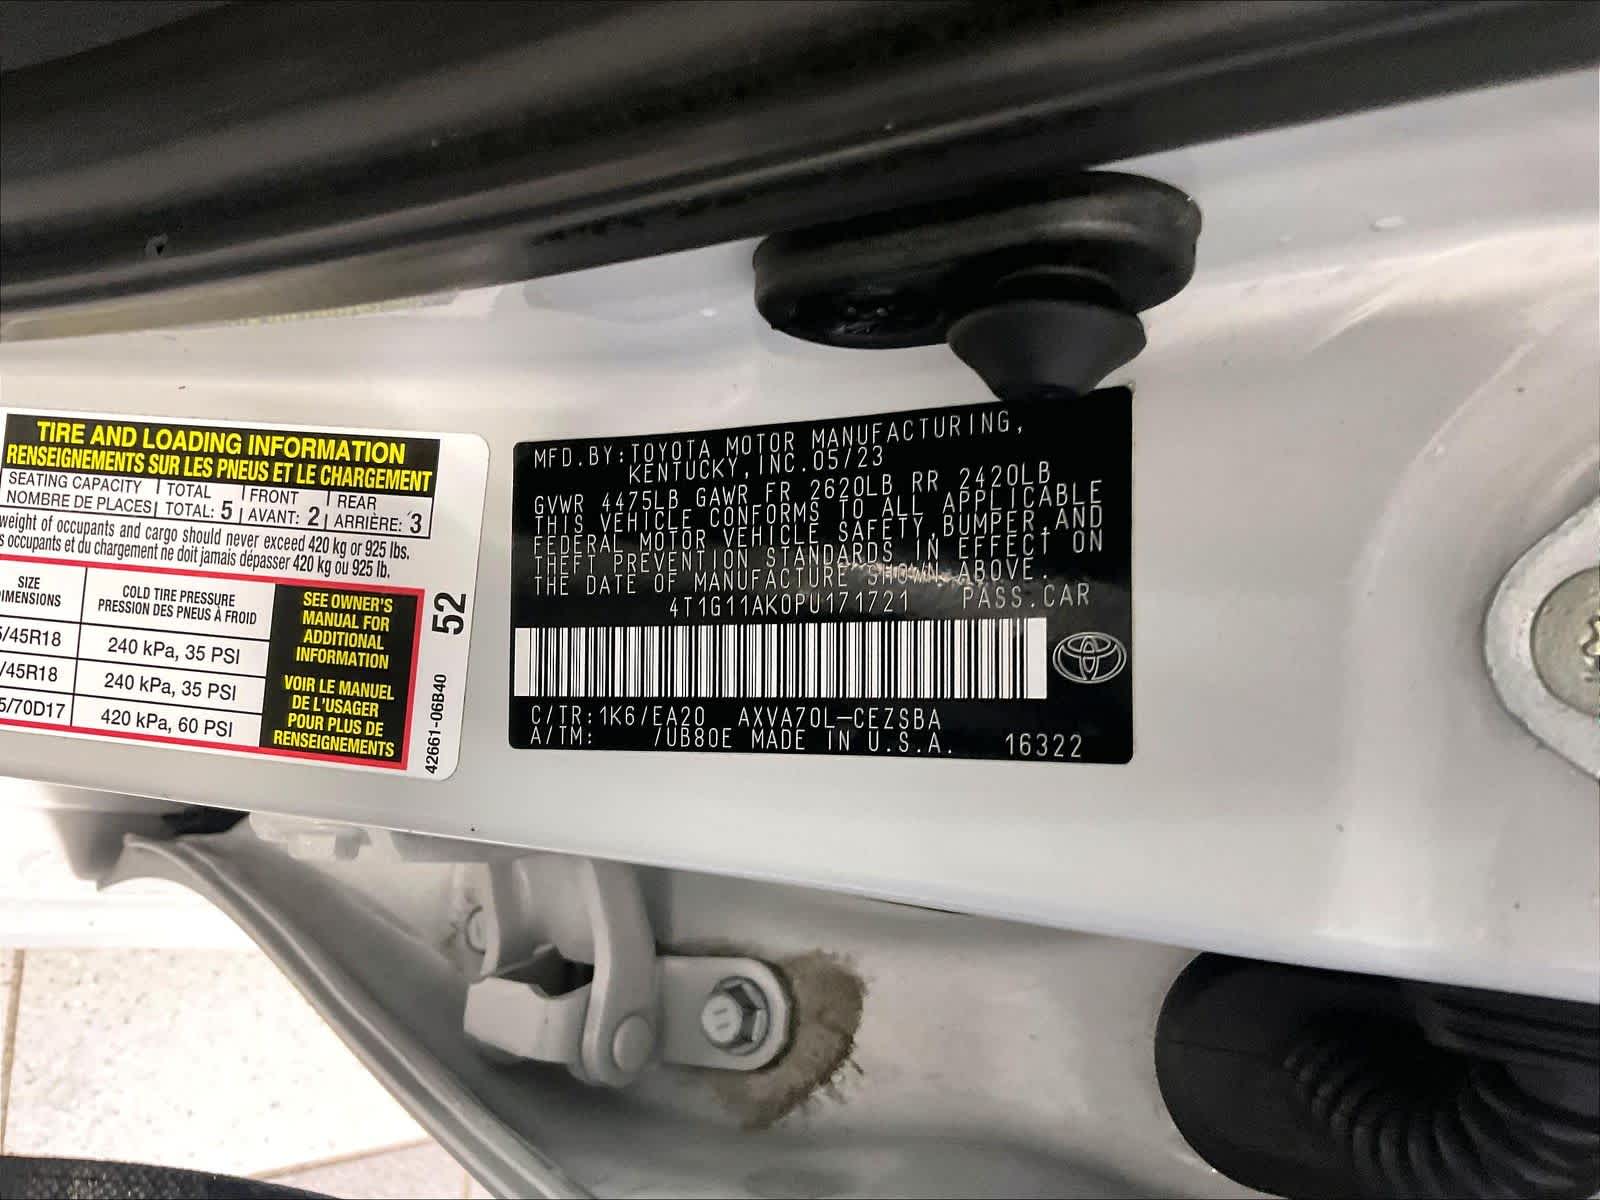 TIRE AND LOADING INFORMATION
RENSEIGNEMENTS SUR LES PNEUS ET LE CHARGEMENT
SEATING CAPACITY TOTAL FRONT REAR
NOMBRE DE PLACES TOTAL: 5 AVANT: 2 ARRIÈRE: 3
weight of occupants and cargo should never exceed 420 kg or 925 lbs.
occupants et du chargement ne doit jamais dépasser 420 kg ou 925 lb.
SIZE COLD TIRE PRESSURE
PRESSION DES PNEUS À FROID
/45R18 240 kPa, 35 PSI
/45R18 240 kPa, 35 PSI
/70D17 420 kPa, 60 PSI
SEE OWNER'S
MANUAL FOR
ADDITIONAL
INFORMATION
VOIR LE MANUEL
DE L'USAGER
POUR PLUS DE
RENSEIGNEMENTS
52
42661-06B40
MFD.BY:TOYOTA MOTOR MANUFACTURING,
KENTUCKY,INC.05/23
GVWR 4475LB GAWR FR 2620LB RR 2420LB
THIS VEHICLE CONFORMS TO ALL APPLICABLE
FEDERAL MOTOR VEHICLE SAFETY,BUMPER,AND
THEFT PREVENTION STANDARDS IN EFFECT ON
THE DATE OF MANUFACTURE SHOWN ABOVE.
4T1G11AK0PU171721 PASS.CAR
C/TR:1K6/EA20 AXVA70L-CEZSBA
A/TM: /UB80E MADE IN U.S.A. 16322